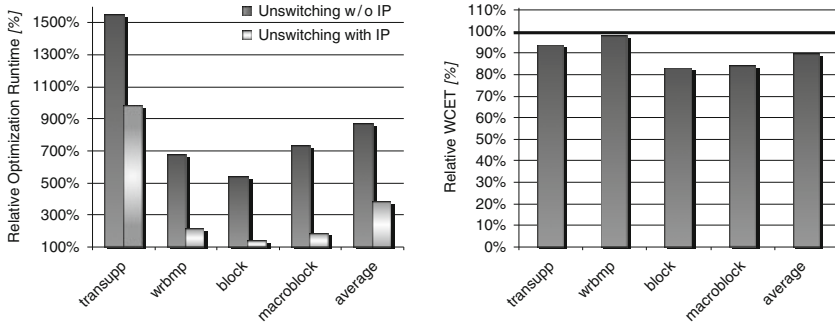 Relative Optimization Runtime [%]
1500%
1300%
1100%
900%
700%
500%
300%
100%
Unswitching w/o IP
Unswitching with IP
transupp
wrbmp
block
macroblock
average
Relative WCET [%]
100%
90%
80%
70%
60%
50%
40%
30%
20%
10%
0%
transupp
wrbmp
block
macroblock
average